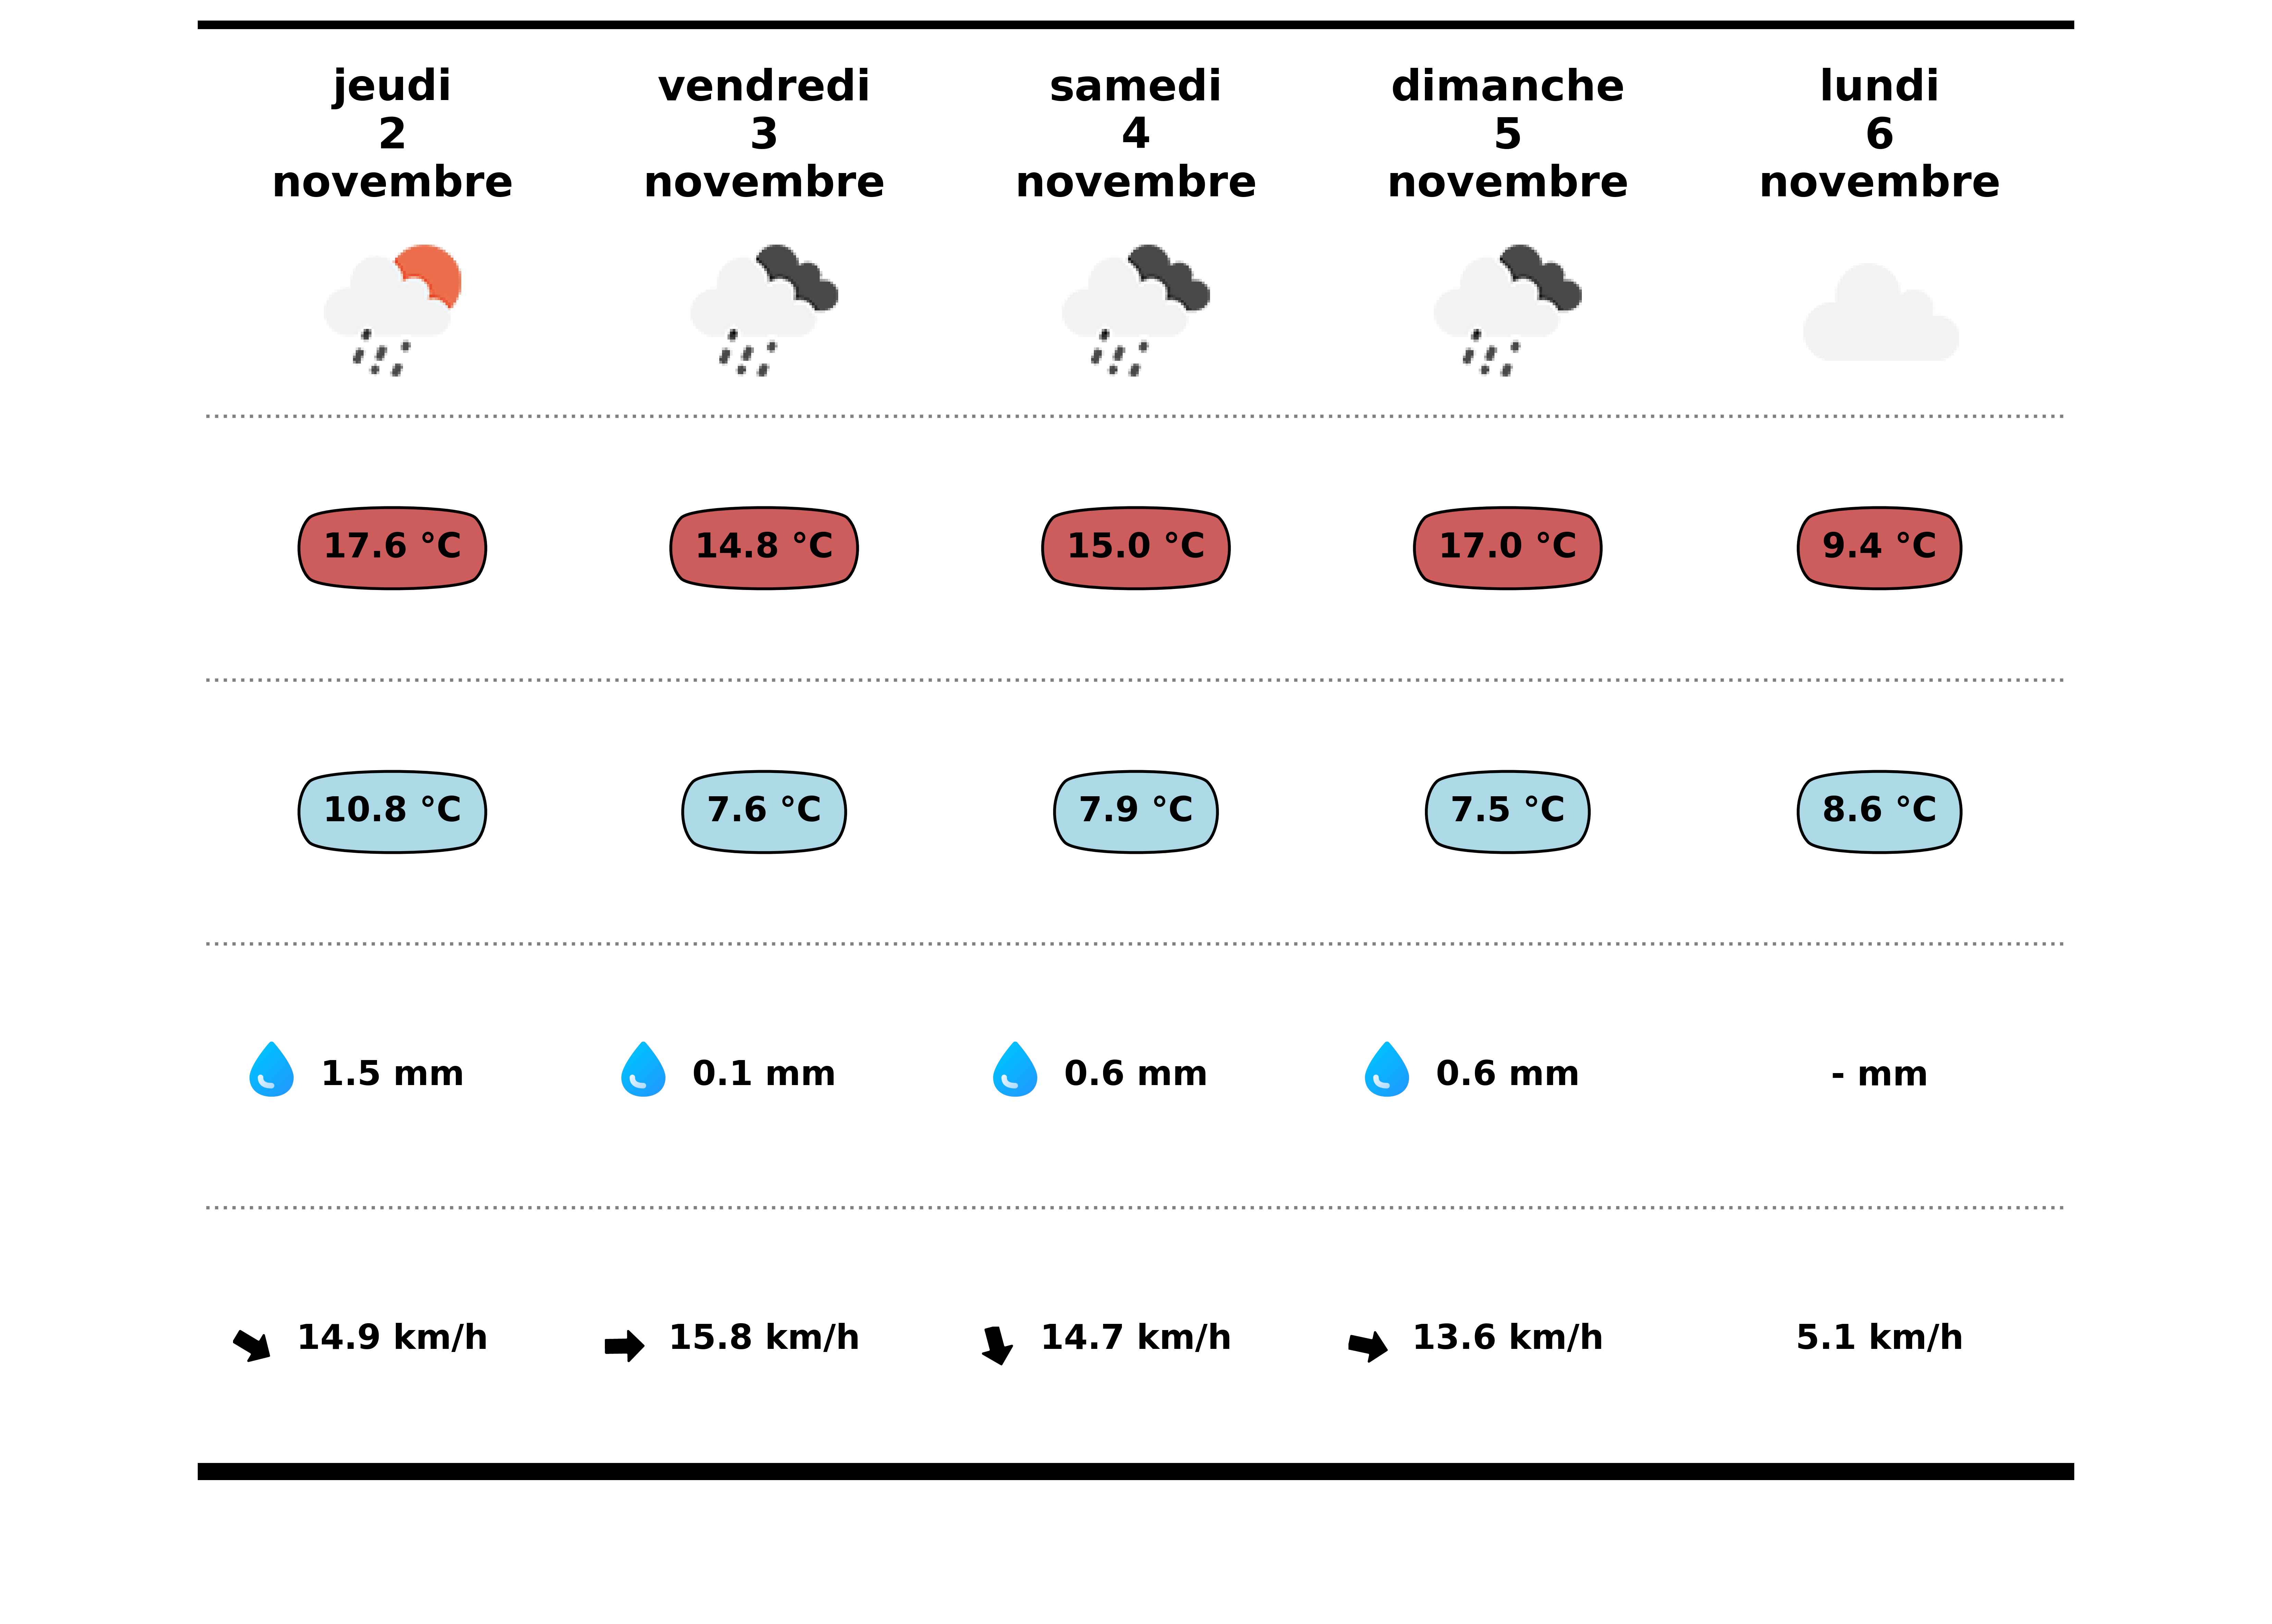 jeudi
2
novembre
vendredi
3
novembre
samedi
4
novembre
dimanche
5
novembre
lundi
6
novembre
17.6 °C
14.8 °C
15.0 °C
17.0 °C
9.4 °C
10.8 °C
7.6 °C
7.9 °C
7.5 °C
8.6 °C
1.5 mm
0.1 mm
0.6 mm
0.6 mm
- mm
14.9 km/h
15.8 km/h
14.7 km/h
13.6 km/h
5.1 km/h